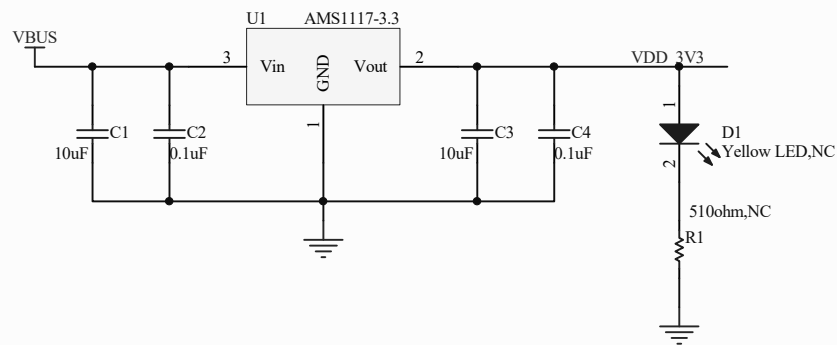 U1 AMS1117-3.3
VBUS
3 Vin GND Vout 2
VDD_3V3
1
C1
10uF
C2
0.1uF
1
C3
10uF
C4
0.1uF
D1
Yellow LED,NC
2
510ohm,NC
R1